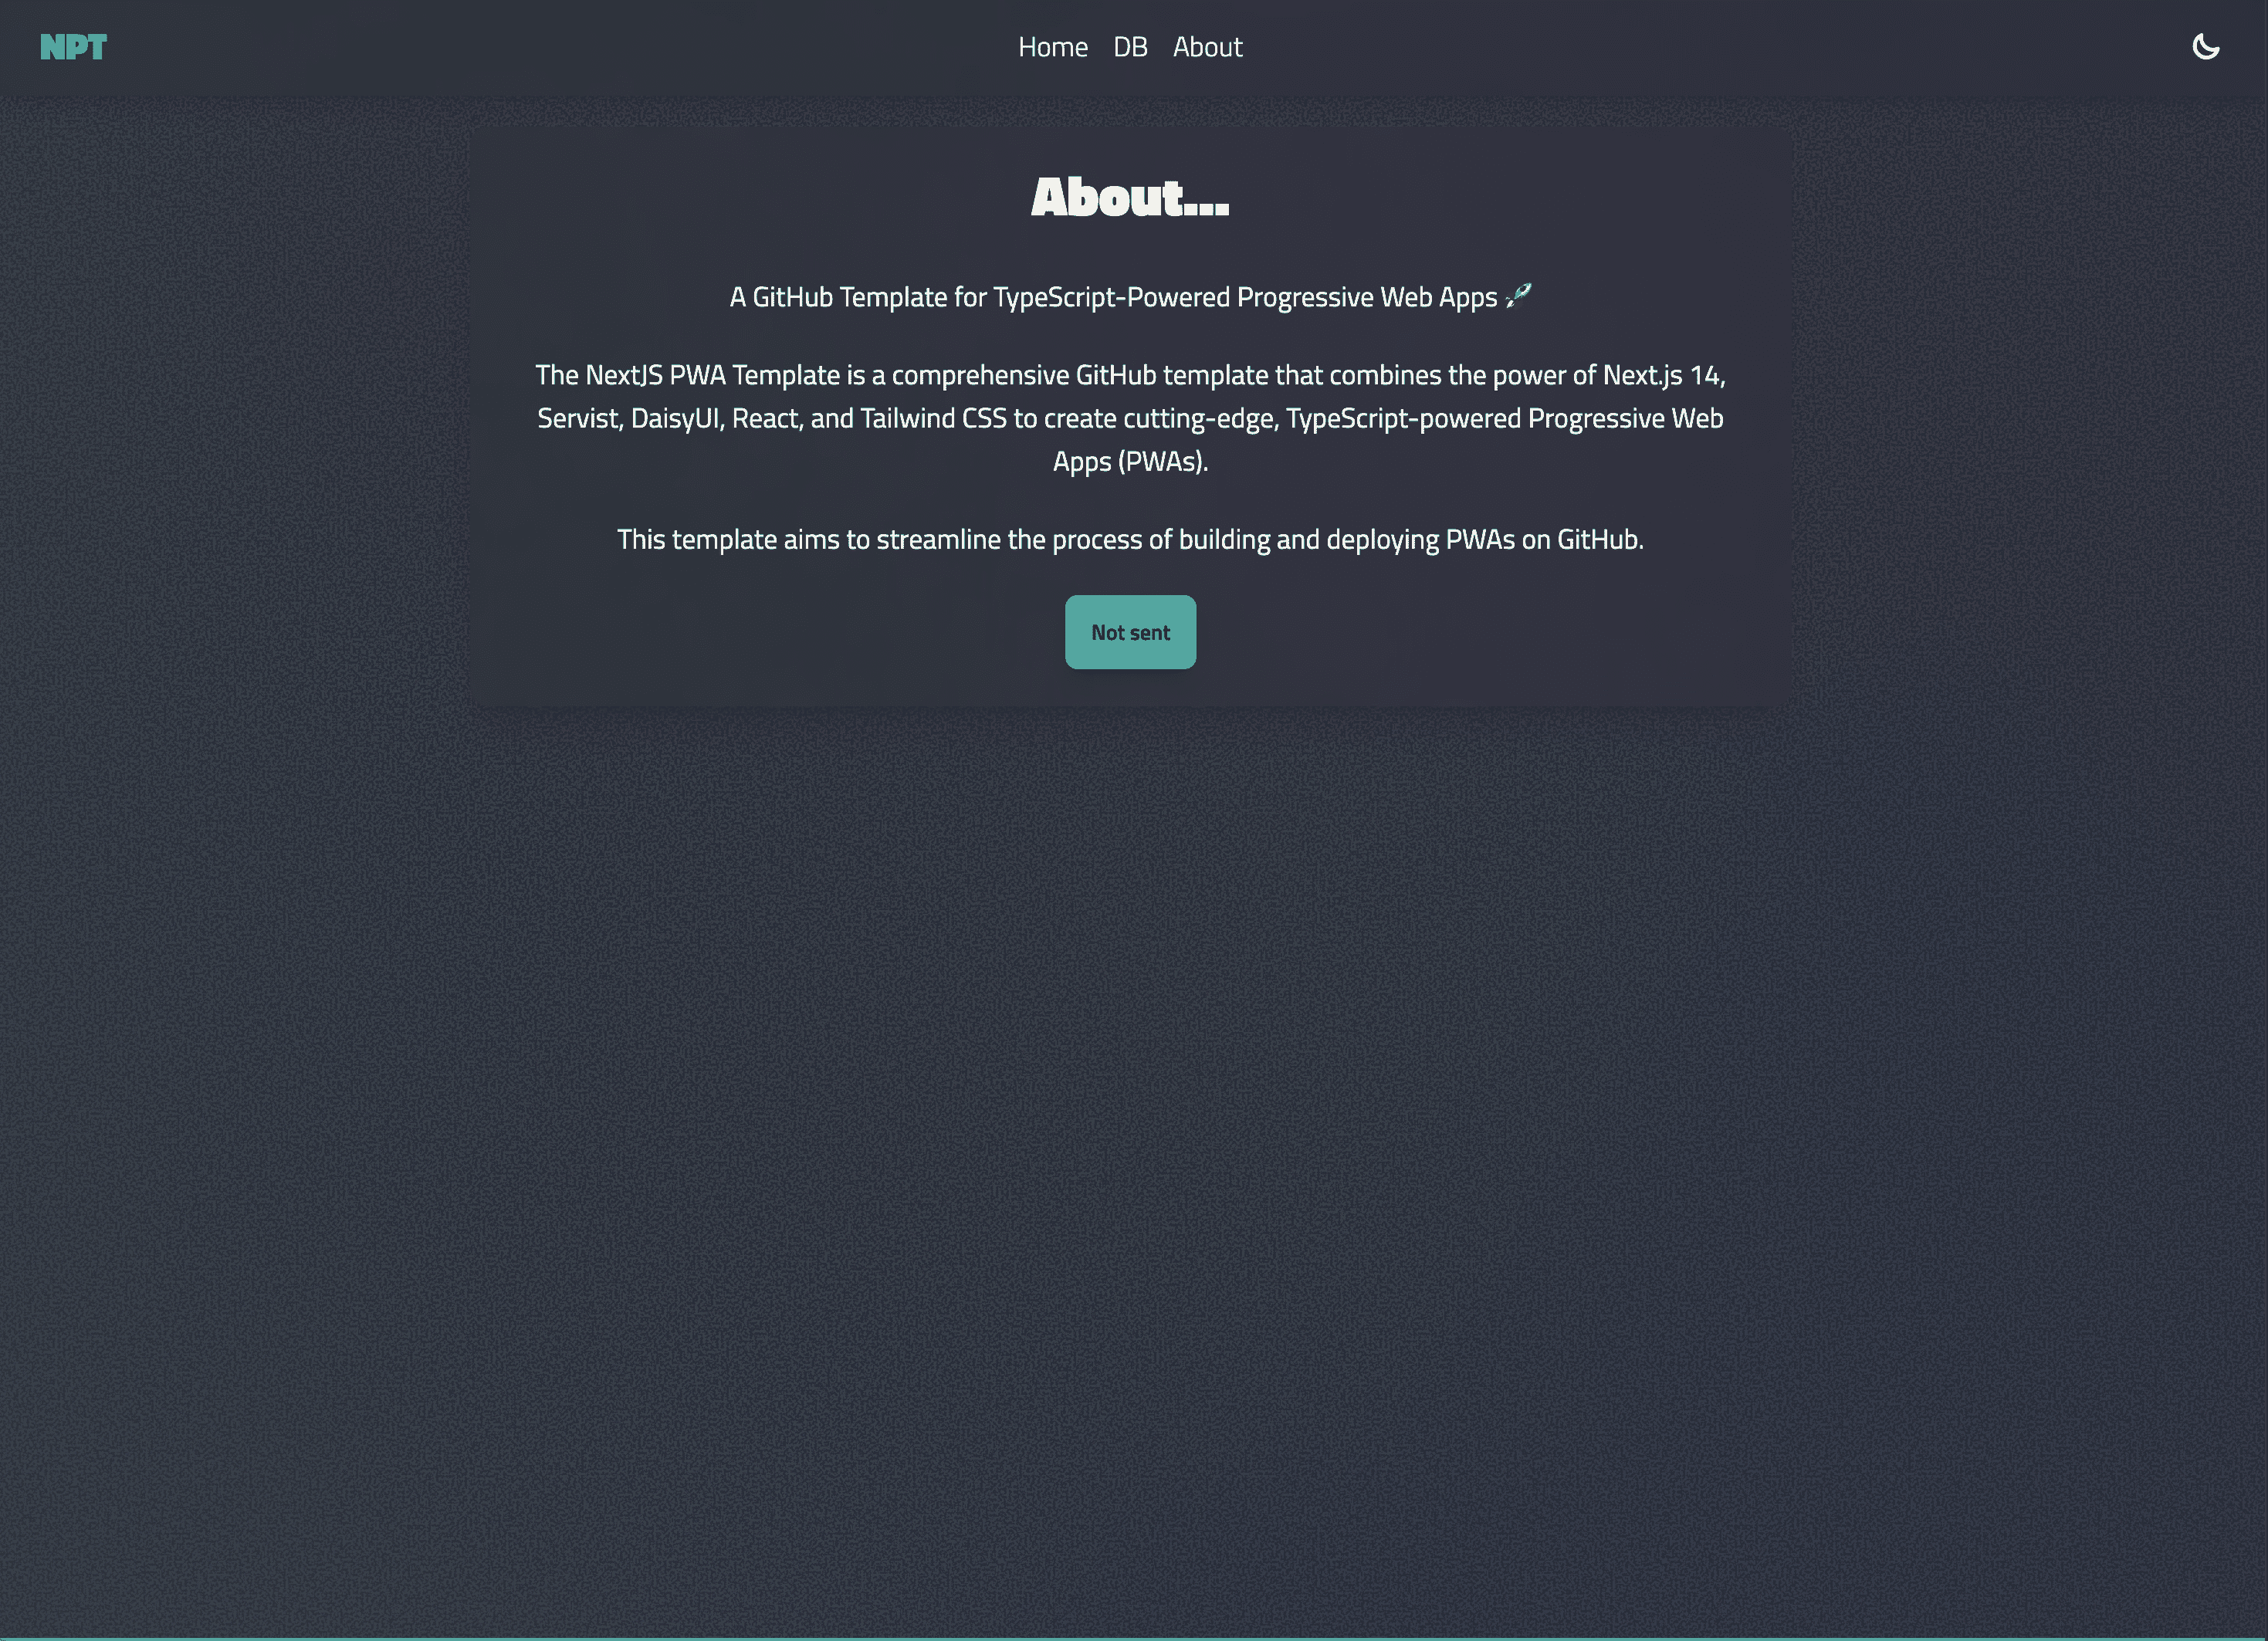 NPT
Home DB About
About...
A GitHub Template for TypeScript-Powered Progressive Web Apps 🚀
The NextJS PWA Template is a comprehensive GitHub template that combines the power of Next.js 14,
Servist, DaisyUI, React, and Tailwind CSS to create cutting-edge, TypeScript-powered Progressive Web
Apps (PWAs).
This template aims to streamline the process of building and deploying PWAs on GitHub.
Not sent